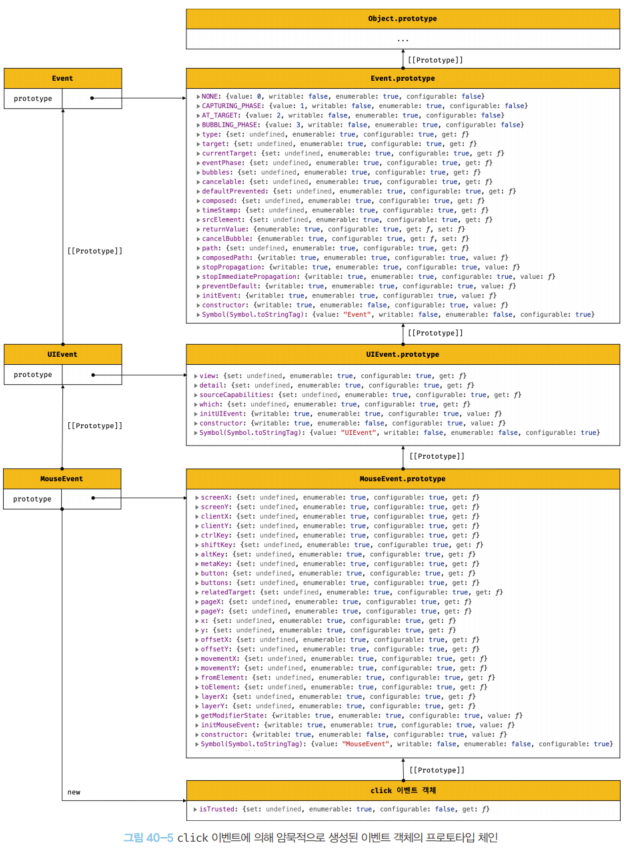 Object.prototype
...
[[Prototype]]
Event
prototype
Event.prototype
NONE: {value: 0, writable: false, enumerable: true, configurable: false}
CAPTURING_PHASE: {value: 1, writable: false, enumerable: true, configurable: false}
AT_TARGET: {value: 2, writable: false, enumerable: true, configurable: false}
BUBBLING_PHASE: {value: 3, writable: false, enumerable: true, configurable: false}
type: {set: undefined, enumerable: true, configurable: true, get: ƒ}
target: {set: undefined, enumerable: true, configurable: true, get: ƒ}
currentTarget: {set: undefined, enumerable: true, configurable: true, get: ƒ}
eventPhase: {set: undefined, enumerable: true, configurable: true, get: ƒ}
bubbles: {set: undefined, enumerable: true, configurable: true, get: ƒ}
cancelable: {set: undefined, enumerable: true, configurable: true, get: ƒ}
defaultPrevented: {set: undefined, enumerable: true, configurable: true, get: ƒ}
composed: {set: undefined, enumerable: true, configurable: true, get: ƒ}
timeStamp: {set: undefined, enumerable: true, configurable: true, get: ƒ}
srcElement: {set: undefined, enumerable: true, configurable: true, get: ƒ}
returnValue: {enumerable: true, configurable: true, get: ƒ, set: ƒ}
cancelBubble: {enumerable: true, configurable: true, get: ƒ, set: ƒ}
path: {set: undefined, enumerable: true, configurable: true, get: ƒ}
composedPath: {writable: true, enumerable: true, configurable: true, value: ƒ}
stopPropagation: {writable: true, enumerable: true, configurable: true, value: ƒ}
stopImmediatePropagation: {writable: true, enumerable: true, configurable: true, value: ƒ}
preventDefault: {writable: true, enumerable: true, configurable: true, value: ƒ}
initEvent: {writable: true, enumerable: true, configurable: true, value: ƒ}
constructor: {writable: true, enumerable: false, configurable: true, value: ƒ}
Symbol(Symbol.toStringTag): {value: "Event", writable: false, enumerable: false, configurable: true}
[[Prototype]]
[[Prototype]]
UIEvent
prototype
UIEvent.prototype
view: {set: undefined, enumerable: true, configurable: true, get: ƒ}
detail: {set: undefined, enumerable: true, configurable: true, get: ƒ}
sourceCapabilities: {set: undefined, enumerable: true, configurable: true, get: ƒ}
which: {set: undefined, enumerable: true, configurable: true, get: ƒ}
initUIEvent: {writable: true, enumerable: true, configurable: true, value: ƒ}
constructor: {writable: true, enumerable: false, configurable: true, value: ƒ}
Symbol(Symbol.toStringTag): {value: "UIEvent", writable: false, enumerable: false, configurable: true}
[[Prototype]]
[[Prototype]]
MouseEvent
prototype
MouseEvent.prototype
screenX: {set: undefined, enumerable: true, configurable: true, get: ƒ}
screenY: {set: undefined, enumerable: true, configurable: true, get: ƒ}
clientX: {set: undefined, enumerable: true, configurable: true, get: ƒ}
clientY: {set: undefined, enumerable: true, configurable: true, get: ƒ}
ctrlKey: {set: undefined, enumerable: true, configurable: true, get: ƒ}
shiftKey: {set: undefined, enumerable: true, configurable: true, get: ƒ}
altKey: {set: undefined, enumerable: true, configurable: true, get: ƒ}
metaKey: {set: undefined, enumerable: true, configurable: true, get: ƒ}
button: {set: undefined, enumerable: true, configurable: true, get: ƒ}
buttons: {set: undefined, enumerable: true, configurable: true, get: ƒ}
relatedTarget: {set: undefined, enumerable: true, configurable: true, get: ƒ}
pageX: {set: undefined, enumerable: true, configurable: true, get: ƒ}
pageY: {set: undefined, enumerable: true, configurable: true, get: ƒ}
x: {set: undefined, enumerable: true, configurable: true, get: ƒ}
y: {set: undefined, enumerable: true, configurable: true, get: ƒ}
offsetX: {set: undefined, enumerable: true, configurable: true, get: ƒ}
offsetY: {set: undefined, enumerable: true, configurable: true, get: ƒ}
movementX: {set: undefined, enumerable: true, configurable: true, get: ƒ}
movementY: {set: undefined, enumerable: true, configurable: true, get: ƒ}
fromElement: {set: undefined, enumerable: true, configurable: true, get: ƒ}
toElement: {set: undefined, enumerable: true, configurable: true, get: ƒ}
layerX: {set: undefined, enumerable: true, configurable: true, get: ƒ}
layerY: {set: undefined, enumerable: true, configurable: true, get: ƒ}
getModifierState: {writable: true, enumerable: true, configurable: true, value: ƒ}
initMouseEvent: {writable: true, enumerable: true, configurable: true, value: ƒ}
constructor: {writable: true, enumerable: false, configurable: true, value: ƒ}
Symbol(Symbol.toStringTag): {value: "MouseEvent", writable: false, enumerable: false, configurable: true}
[[Prototype]]
new
click 이벤트 객체
isTrusted: {set: undefined, enumerable: true, configurable: false, get: ƒ}
그림 40-5 click 이벤트에 의해 암묵적으로 생성된 이벤트 객체의 프로토타입 체인